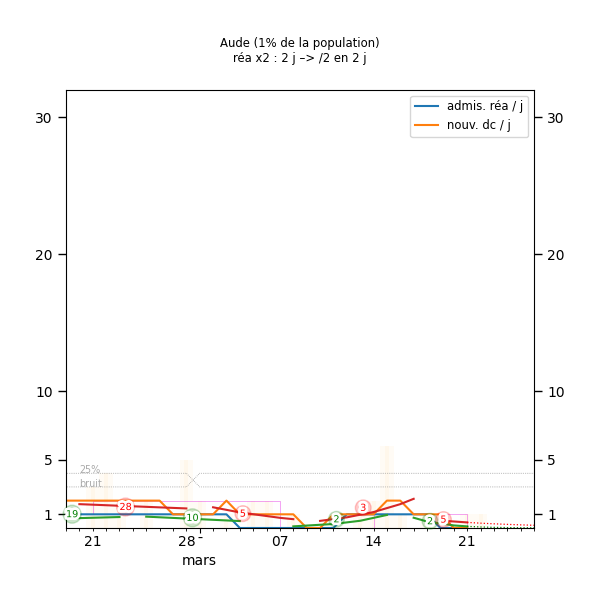 Aude (1% de la population)
réa x2 : 2 j –> /2 en 2 j
admis. réa / j
nouv. dc / j
30 30
20 20
10 10
5 5
25%
bruit
1 1
19 28 10 5 2 3 2 5
21 28 07 14 21
mars